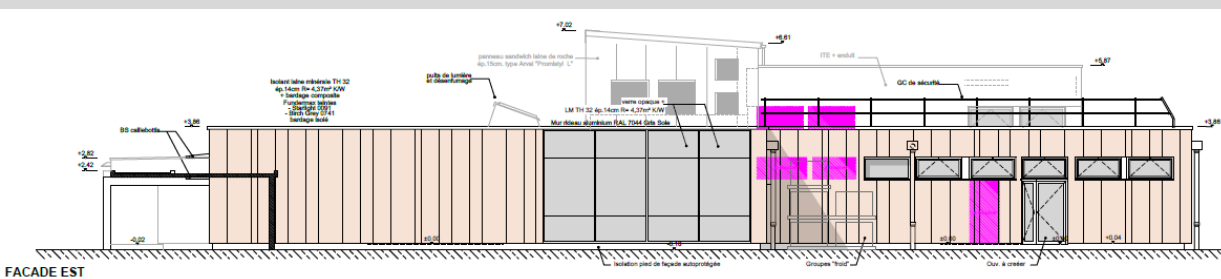 +7.02
+6.61
panneau sandwich laine de roche
ép.15cm. type Arval "Promistyl L"
ITE + enduit
+5,87
Isolant laine minérale TH 32
ép.14cm R= 4,37m² K/W
+ bardage composite
Fundermax teintes
- Starlight 0091
- Birch Grey 0741
bardage isolé
puits de lumière
et désenfumage
GC de sécurité
verre opaque +
LM TH 32 ép.14cm R= 4,37m² K/W
Mur rideau aluminium RAL 7044 Gris Soie
+3,86
+3,86
BS caillebotis
+2,82
+2,42
-0,02
±0,00
-0,16
±0,00
+0,04
Isolation pied de façade autoprotégée
Groupes "froid"
Ouv. à créer
FACADE EST